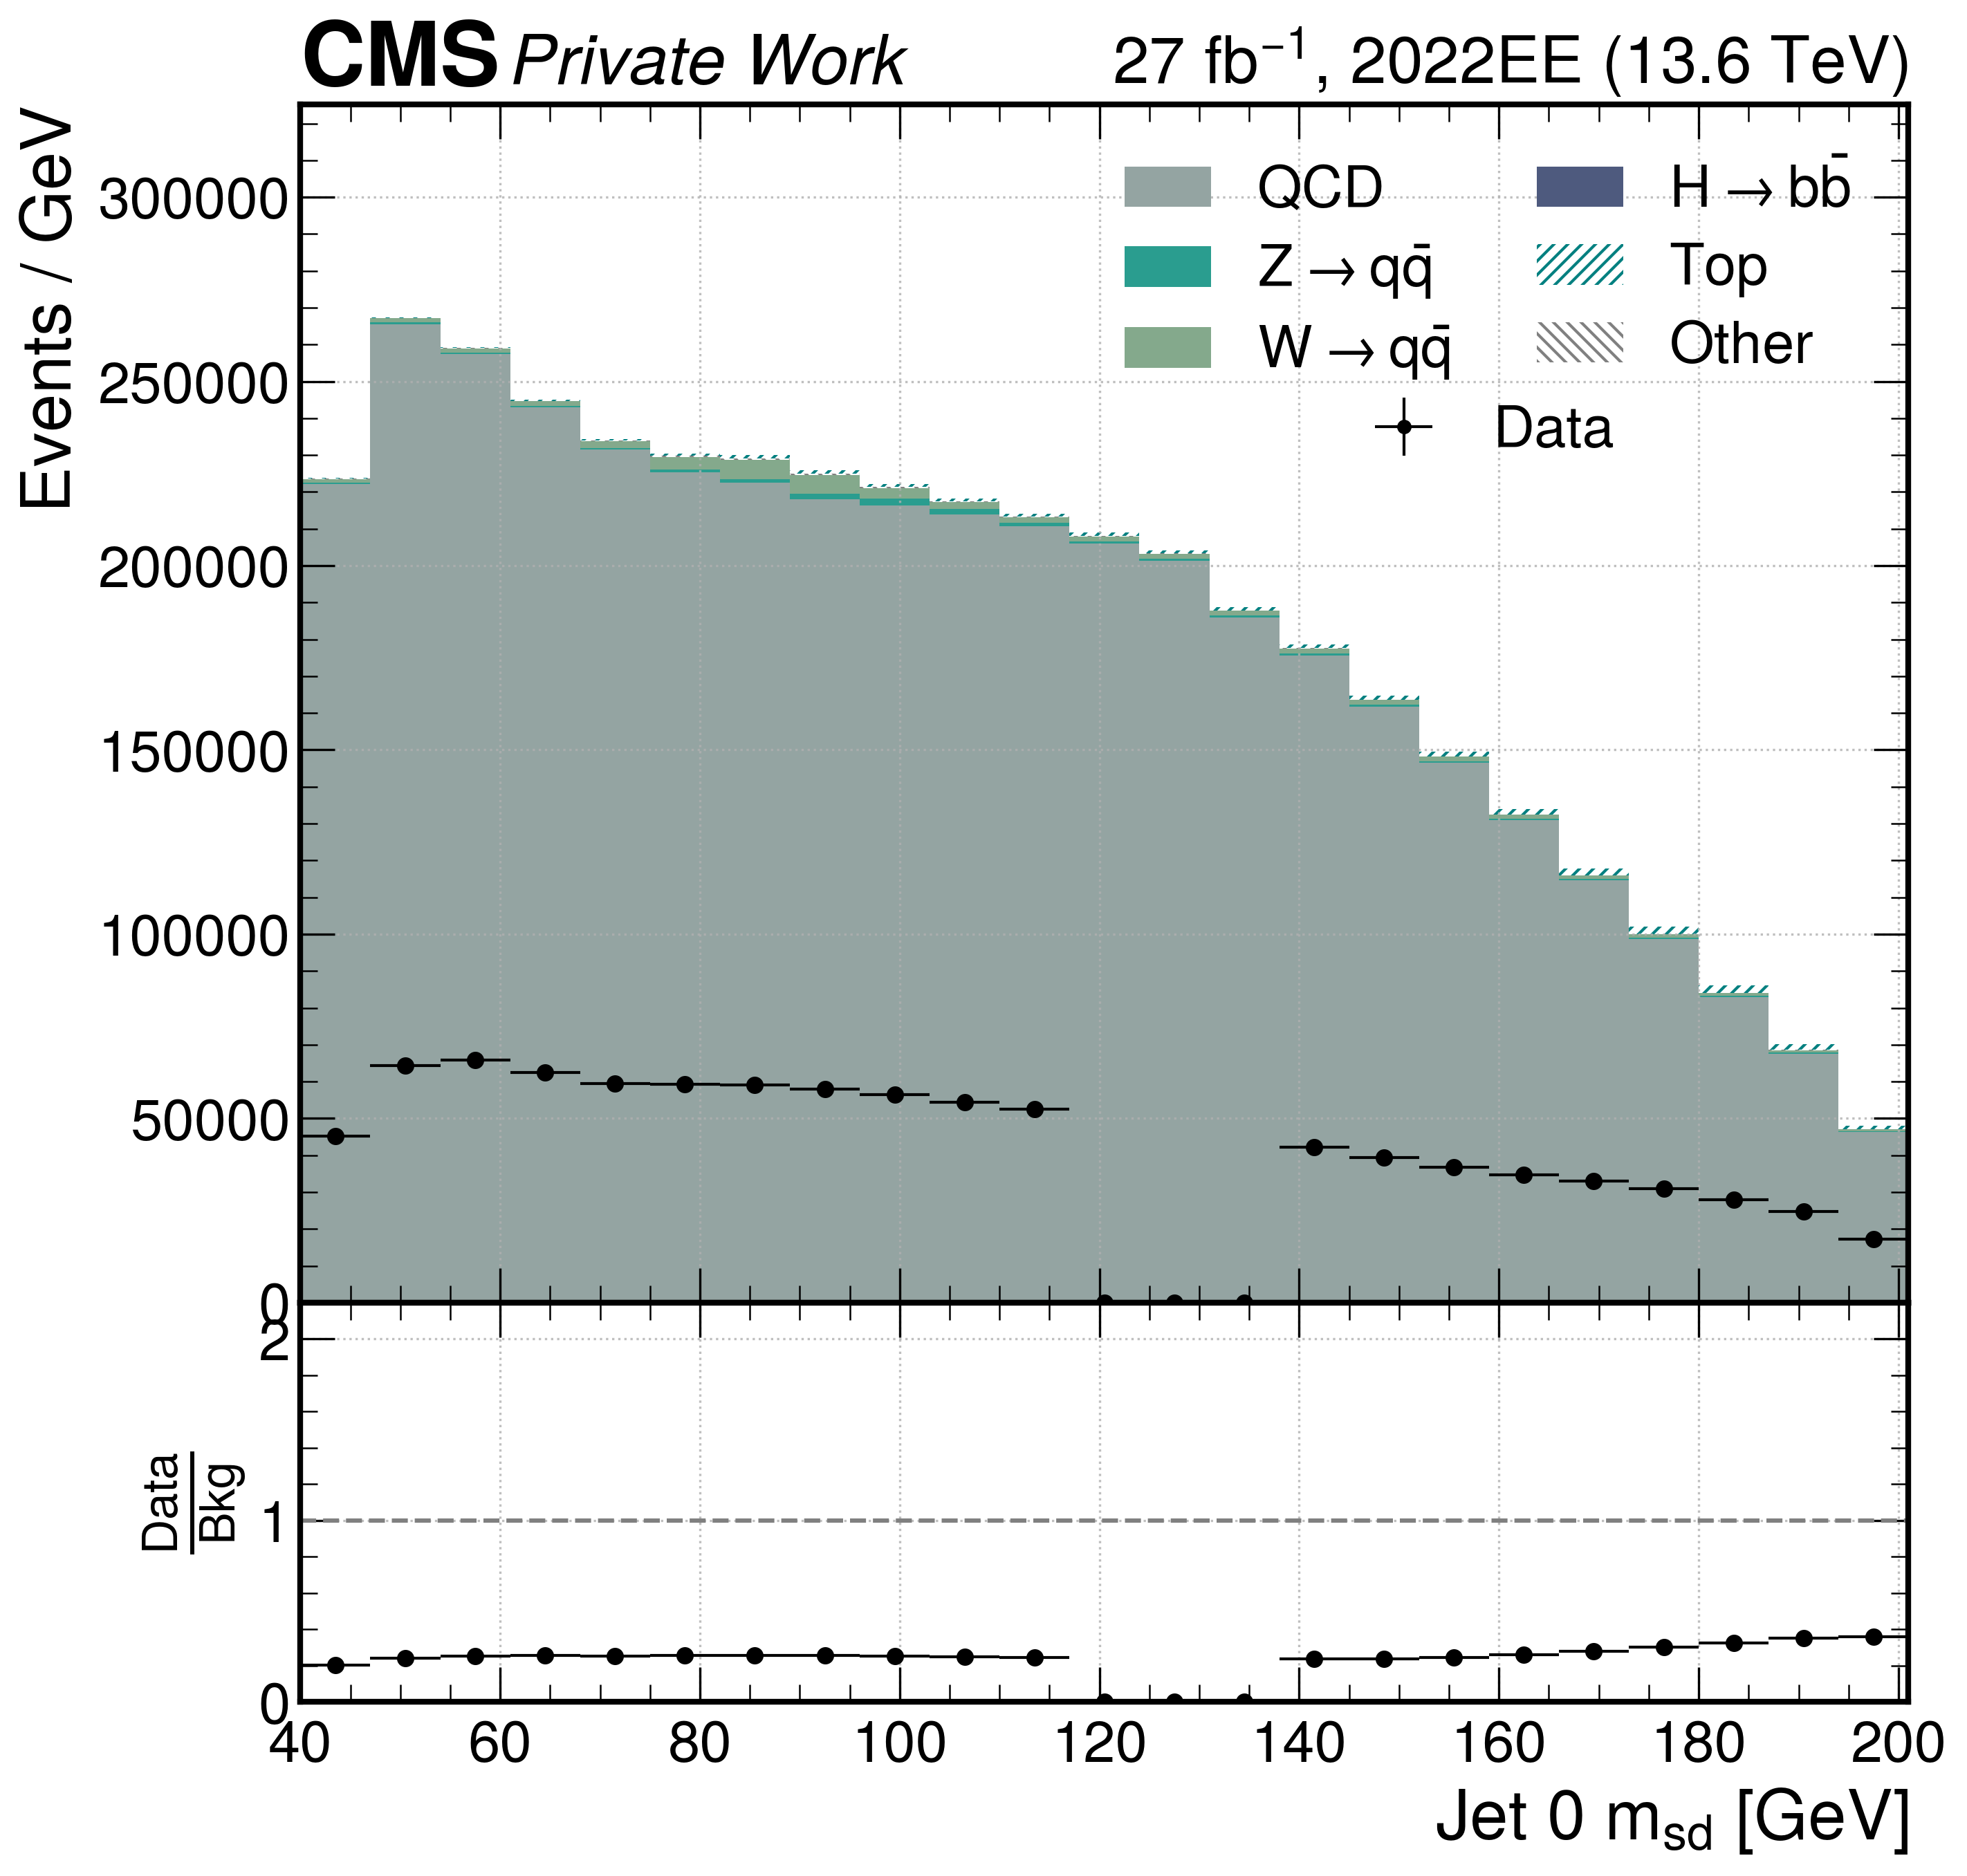 CMS Private Work 27 fb⁻¹, 2022EE (13.6 TeV)
Events / GeV
300000
250000
200000
150000
100000
50000
0
QCD
Z → qq̄
W → qq̄
H → bb̄
Top
Other
Data
Data
Bkg
2
1
0
40 60 80 100 120 140 160 180 200
Jet 0 m_sd [GeV]